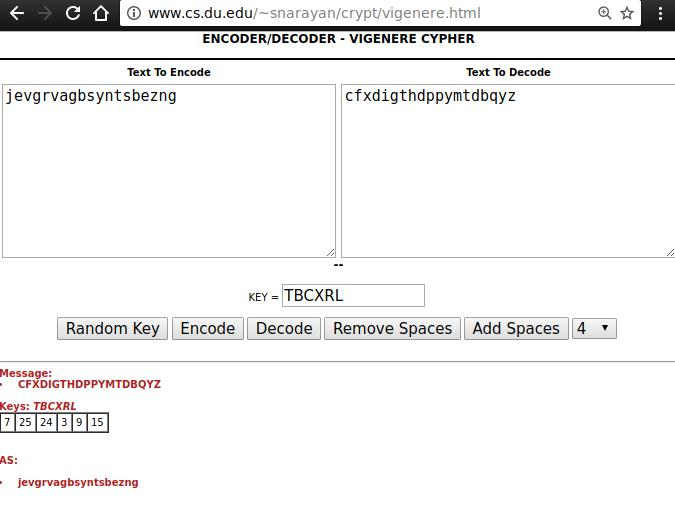 www.cs.du.edu/~snarayan/crypt/vigenere.html
ENCODER/DECODER - VIGENERE CYPHER
Text To Encode Text To Decode
jevgrvagbsyntsbezng cfxdigthdppymtdbqyz
--
KEY = TBCXRL
Random Key Encode Decode Remove Spaces Add Spaces 4
Message:
• CFXDIGTHDPPYMTDBQYZ
Keys: TBCXRL
7 25 24 3 9 15
AS:
• jevgrvagbsyntsbezng